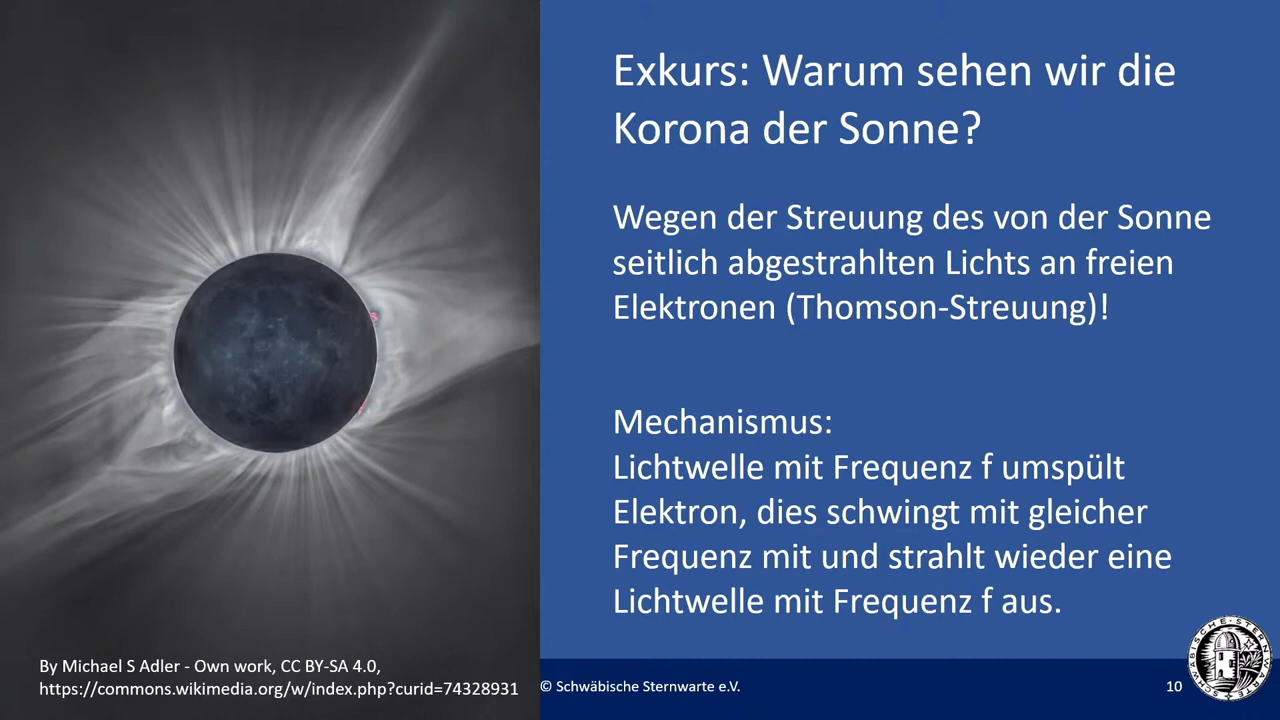 Exkurs: Warum sehen wir die
Korona der Sonne?
Wegen der Streuung des von der Sonne
seitlich abgestrahlten Lichts an freien
Elektronen (Thomson-Streuung)!
Mechanismus:
Lichtwelle mit Frequenz f umspült
Elektron, dies schwingt mit gleicher
Frequenz mit und strahlt wieder eine
Lichtwelle mit Frequenz f aus.
By Michael S Adler - Own work, CC BY-SA 4.0,
https://commons.wikimedia.org/w/index.php?curid=74328931
© Schwäbische Sternwarte e.V.
10
SCHWÄBISCHE·STERNWARTE